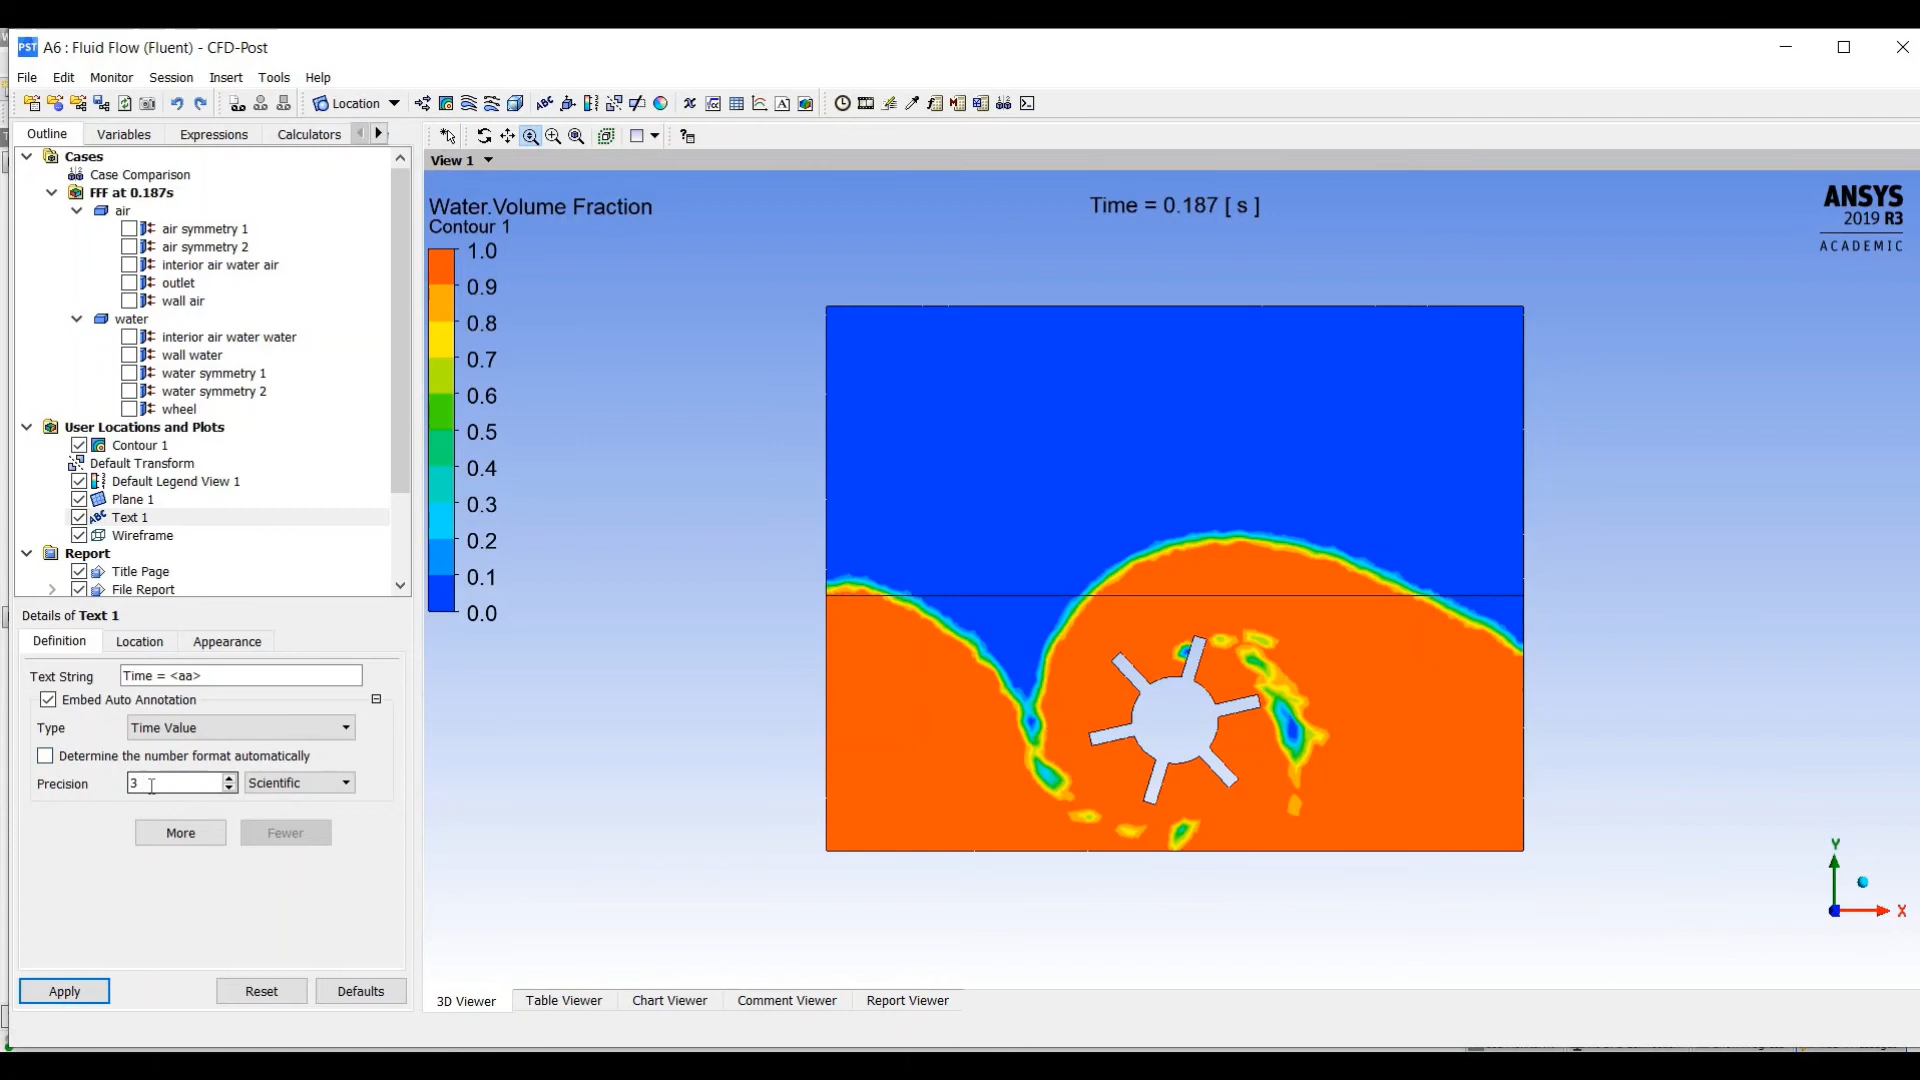 A6 : Fluid Flow (Fluent) - CFD-Post
File Edit Monitor Session Insert Tools Help
Location
Outline Variables Expressions Calculators
View 1
Cases
Case Comparison
FFF at 0.187s
air
air symmetry 1
air symmetry 2
interior air water air
outlet
wall air
water
interior air water water
wall water
water symmetry 1
water symmetry 2
wheel
User Locations and Plots
Contour 1
Default Transform
Default Legend View 1
Plane 1
Text 1
Wireframe
Report
Title Page
File Report
Details of Text 1
Definition Location Appearance
Text String Time = <aa>
Embed Auto Annotation
Type Time Value
Determine the number format automatically
Precision 3 Scientific
More Fewer
Apply Reset Defaults
Water.Volume Fraction
Contour 1
1.0
0.9
0.8
0.7
0.6
0.5
0.4
0.3
0.2
0.1
0.0
Time = 0.187 [ s ]
ANSYS
2019 R3
ACADEMIC
Y
X
3D Viewer Table Viewer Chart Viewer Comment Viewer Report Viewer